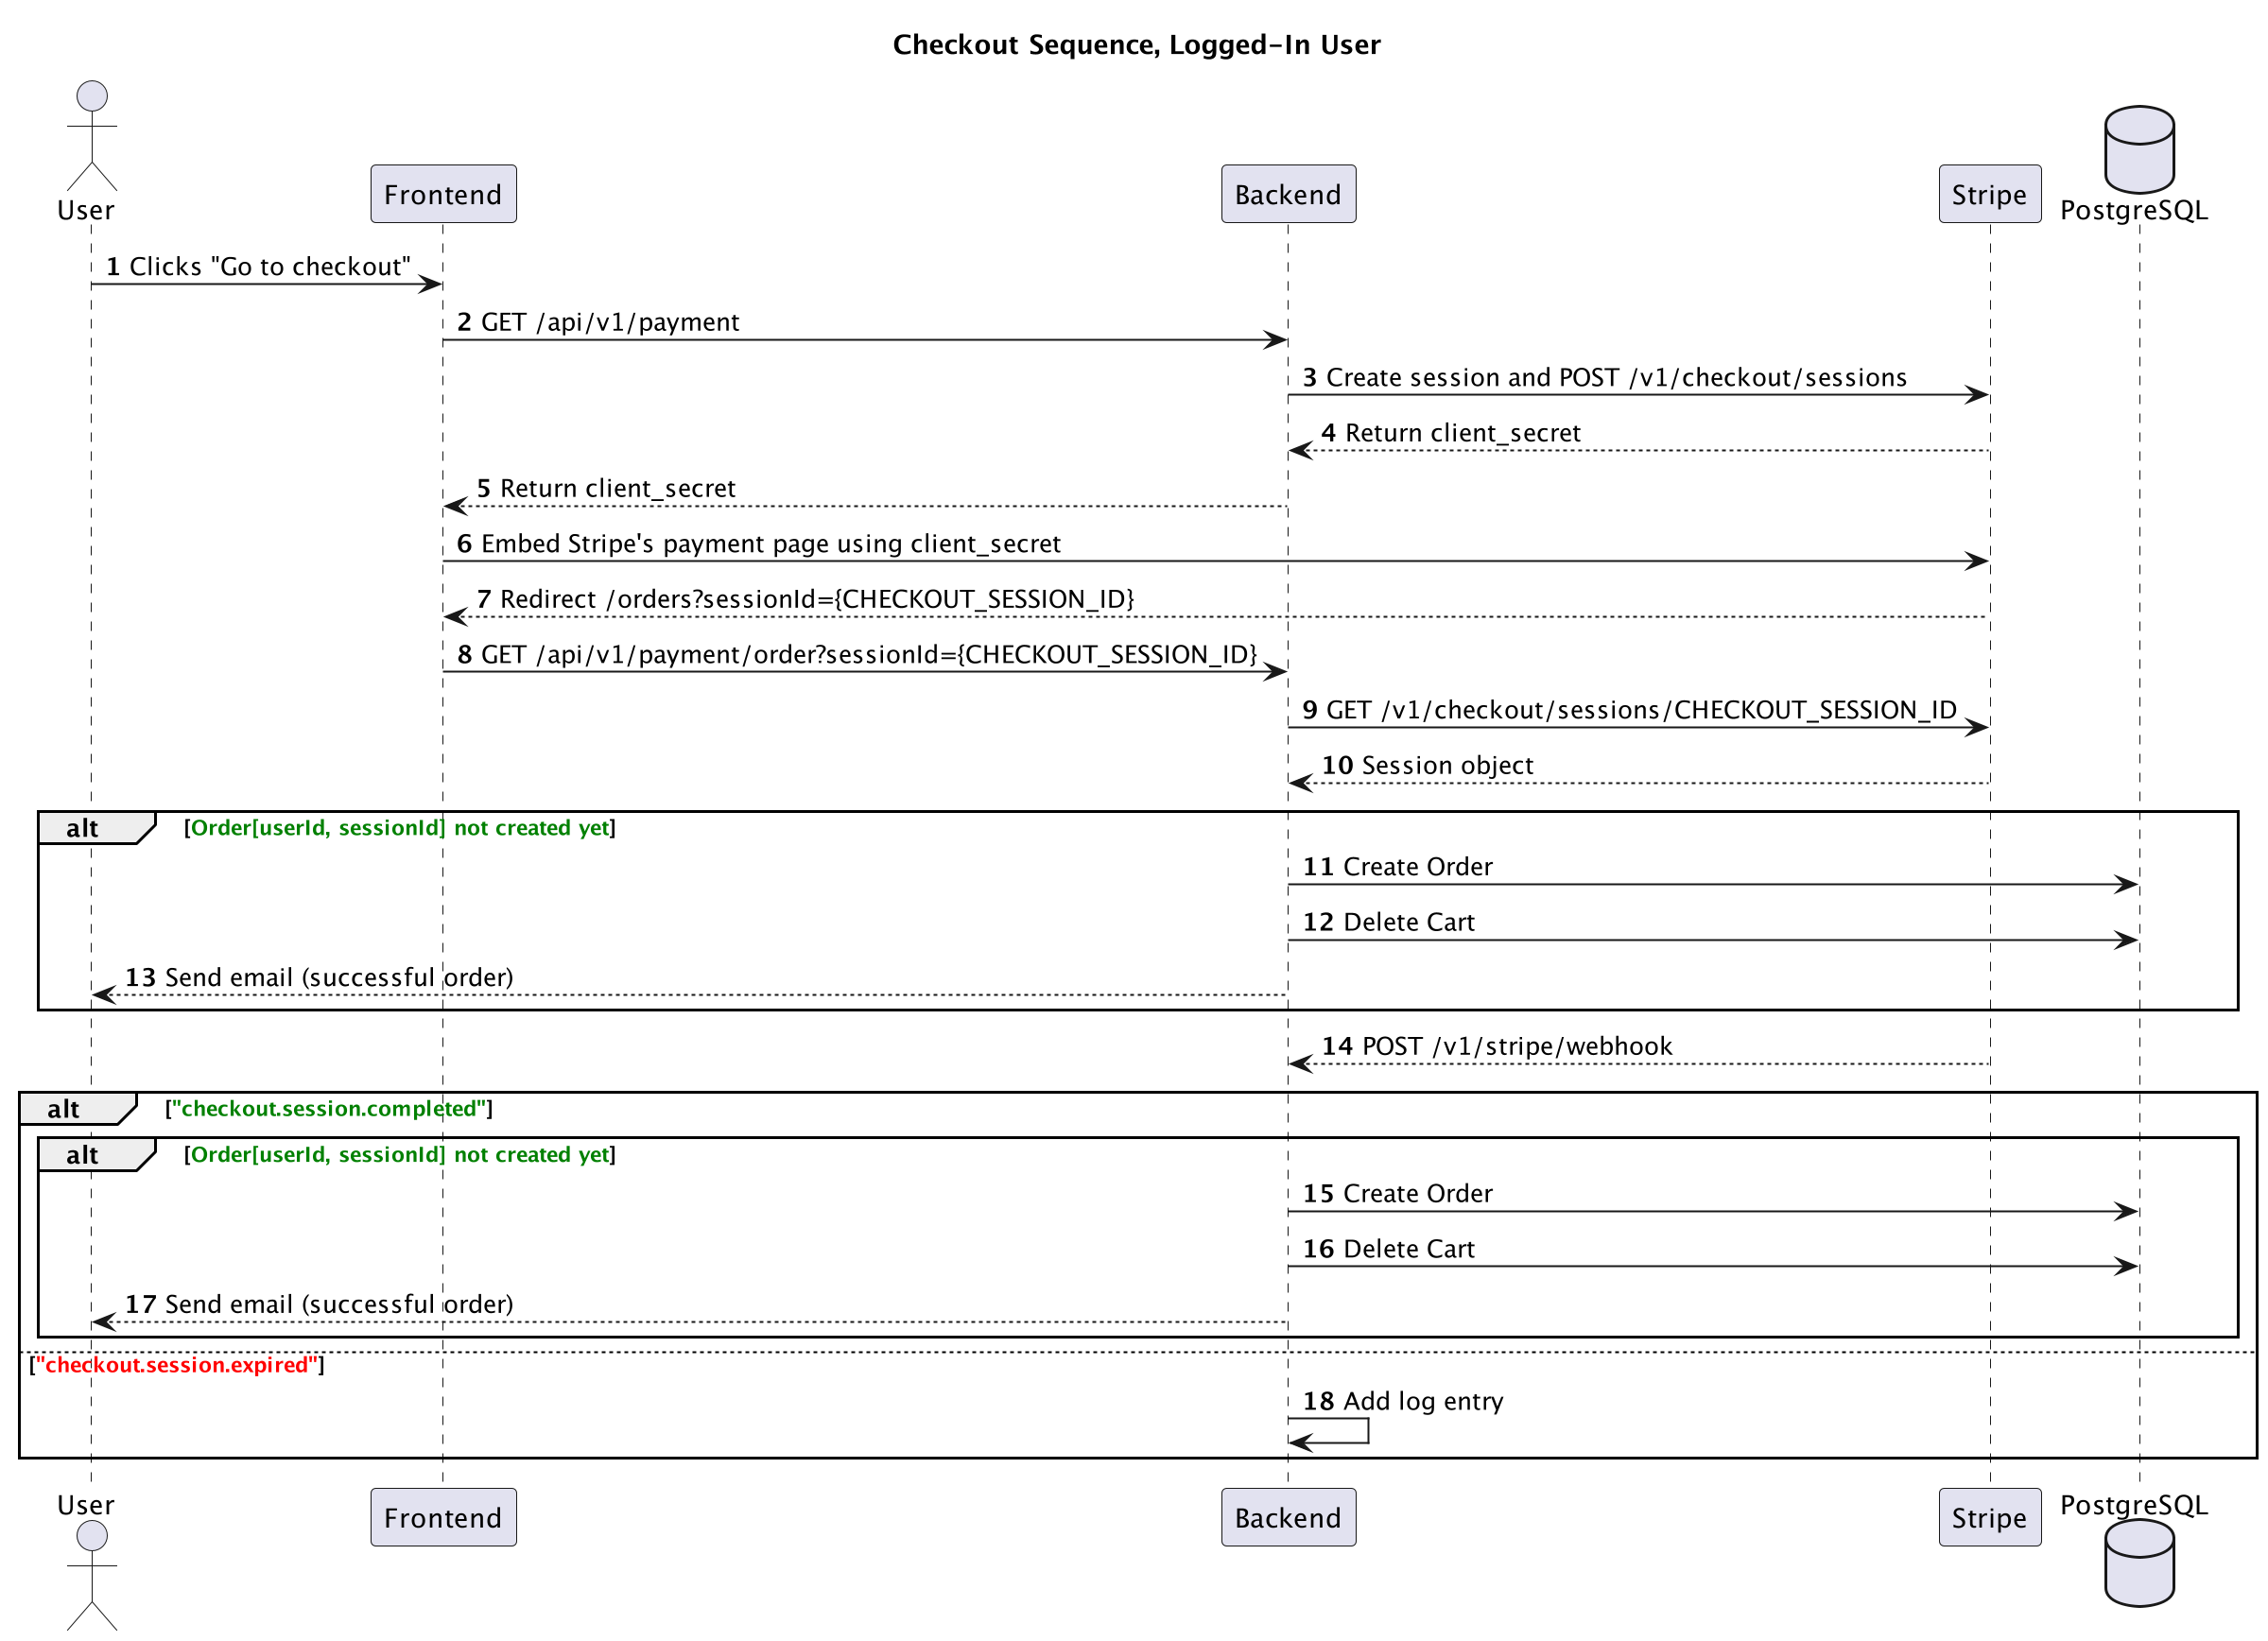 Checkout Sequence, Logged-In User
User
Frontend
Backend
Stripe
PostgreSQL
1 Clicks "Go to checkout"
2 GET /api/v1/payment
3 Create session and POST /v1/checkout/sessions
4 Return client_secret
5 Return client_secret
6 Embed Stripe's payment page using client_secret
7 Redirect /orders?sessionId={CHECKOUT_SESSION_ID}
8 GET /api/v1/payment/order?sessionId={CHECKOUT_SESSION_ID}
9 GET /v1/checkout/sessions/CHECKOUT_SESSION_ID
10 Session object
alt [Order[userId, sessionId] not created yet]
11 Create Order
12 Delete Cart
13 Send email (successful order)
14 POST /v1/stripe/webhook
alt ["checkout.session.completed"]
alt [Order[userId, sessionId] not created yet]
15 Create Order
16 Delete Cart
17 Send email (successful order)
["checkout.session.expired"]
18 Add log entry
User
Frontend
Backend
Stripe
PostgreSQL